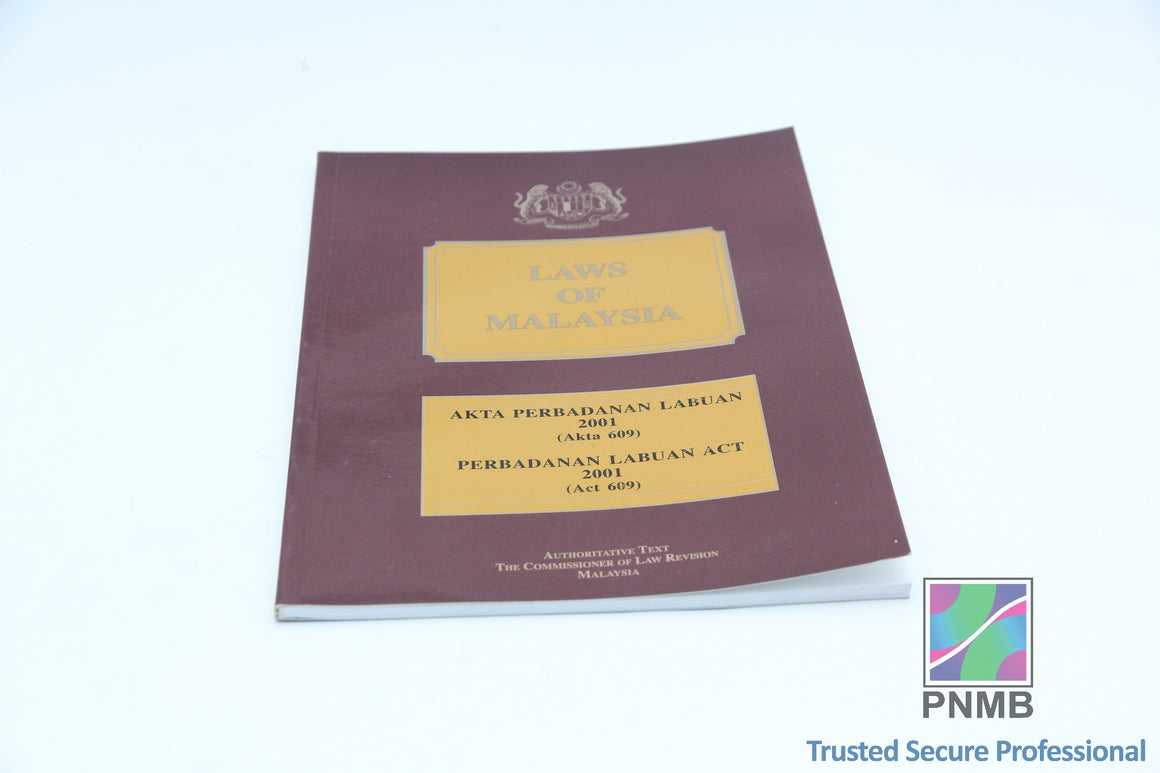 LAWS
OF
MALAYSIA
AKTA PERBADANAN LABUAN
2001
(Akta 609)
PERBADANAN LABUAN ACT
2001
(Act 609)
AUTHORITATIVE TEXT
THE COMMISSIONER OF LAW REVISION
MALAYSIA
PNMB
Trusted Secure Professional